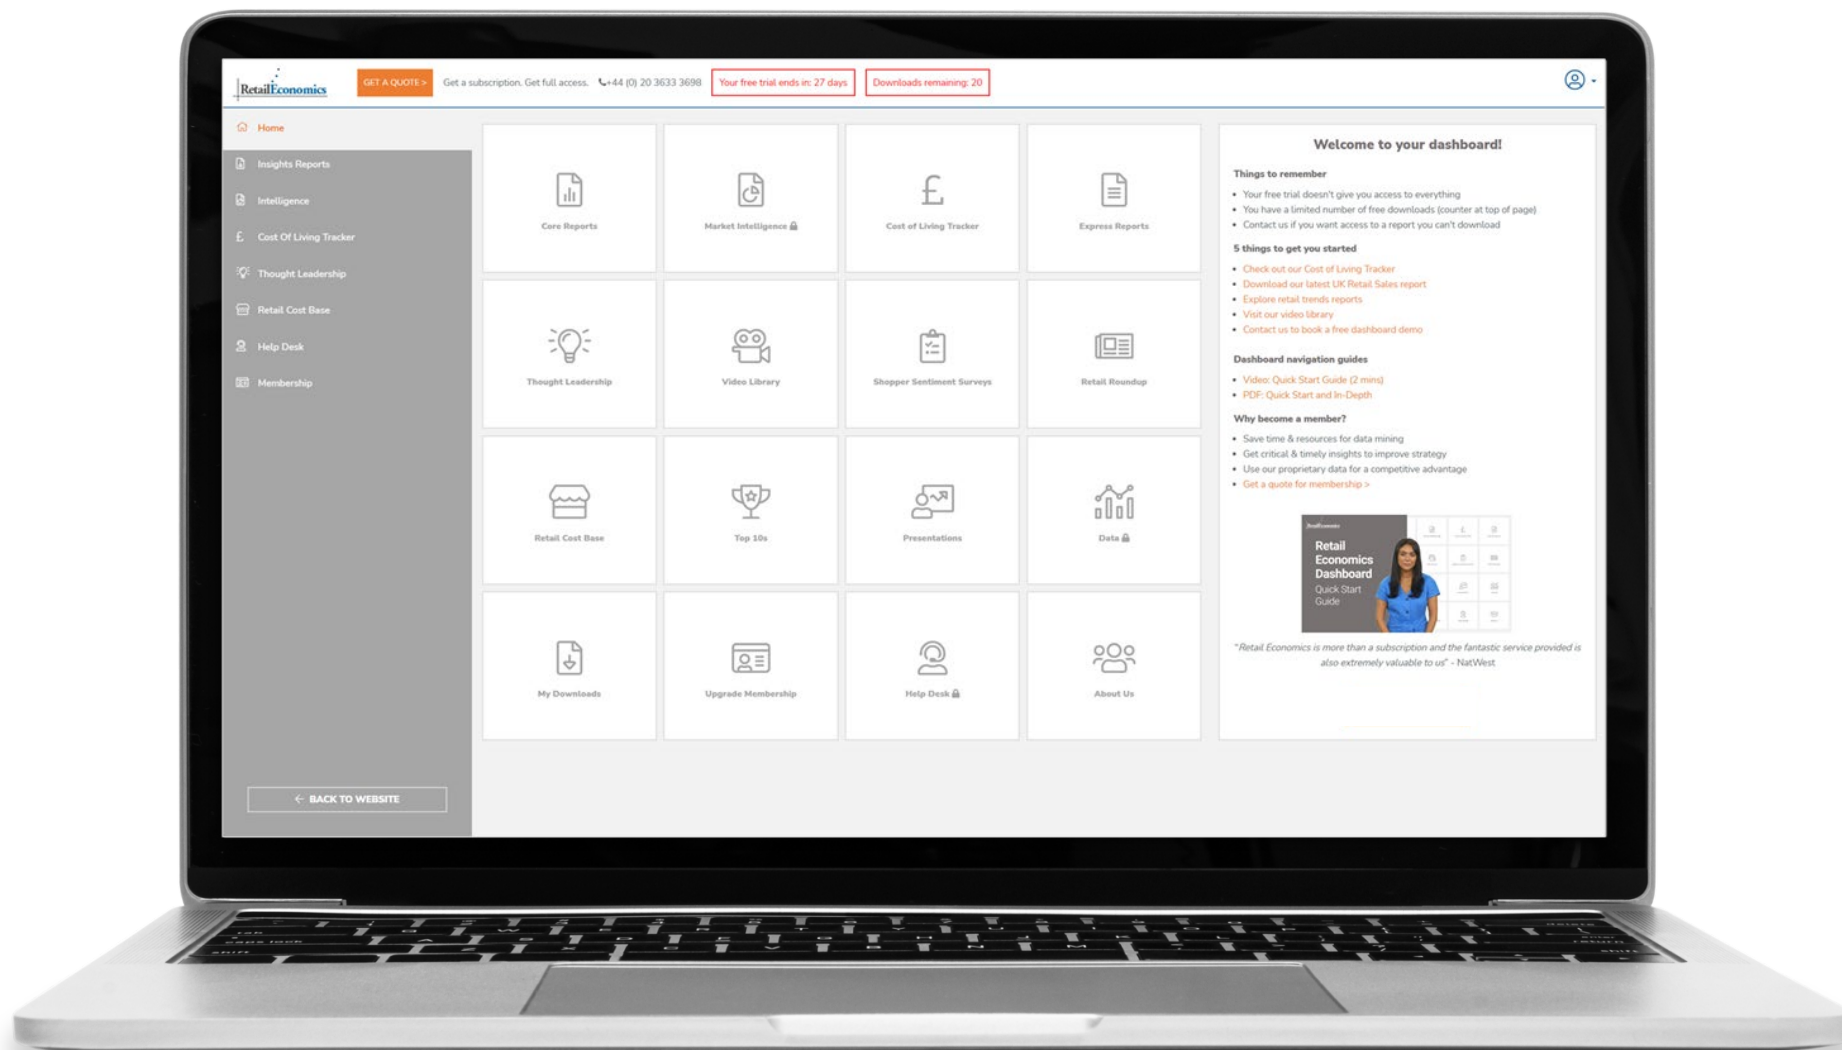 RetailEconomics
GET A QUOTE >
Get a subscription. Get full access.
+44 (0) 20 3633 3698
Your free trial ends in: 27 days
Downloads remaining: 20
Home
Insights Reports
Intelligence
£ Cost Of Living Tracker
Thought Leadership
Retail Cost Base
Help Desk
Membership
← BACK TO WEBSITE
Core Reports
Market Intelligence
£
Cost of Living Tracker
Express Reports
Thought Leadership
Video Library
Shopper Sentiment Surveys
Retail Roundup
Retail Cost Base
Top 10s
Presentations
Data
My Downloads
Upgrade Membership
Help Desk
About Us
Welcome to your dashboard!
Things to remember
• Your free trial doesn't give you access to everything
• You have a limited number of free downloads (counter at top of page)
• Contact us if you want access to a report you can't download
5 things to get you started
• Check out our Cost of Living Tracker
• Download our latest UK Retail Sales report
• Explore retail trends reports
• Visit our video library
• Contact us to book a free dashboard demo
Dashboard navigation guides
• Video: Quick Start Guide (2 mins)
• PDF: Quick Start and In-Depth
Why become a member?
• Save time & resources for data mining
• Get critical & timely insights to improve strategy
• Use our proprietary data for a competitive advantage
• Get a quote for membership >
RetailEconomics
Retail
Economics
Dashboard
Quick Start
Guide
"Retail Economics is more than a subscription and the fantastic service provided is
also extremely valuable to us" - NatWest